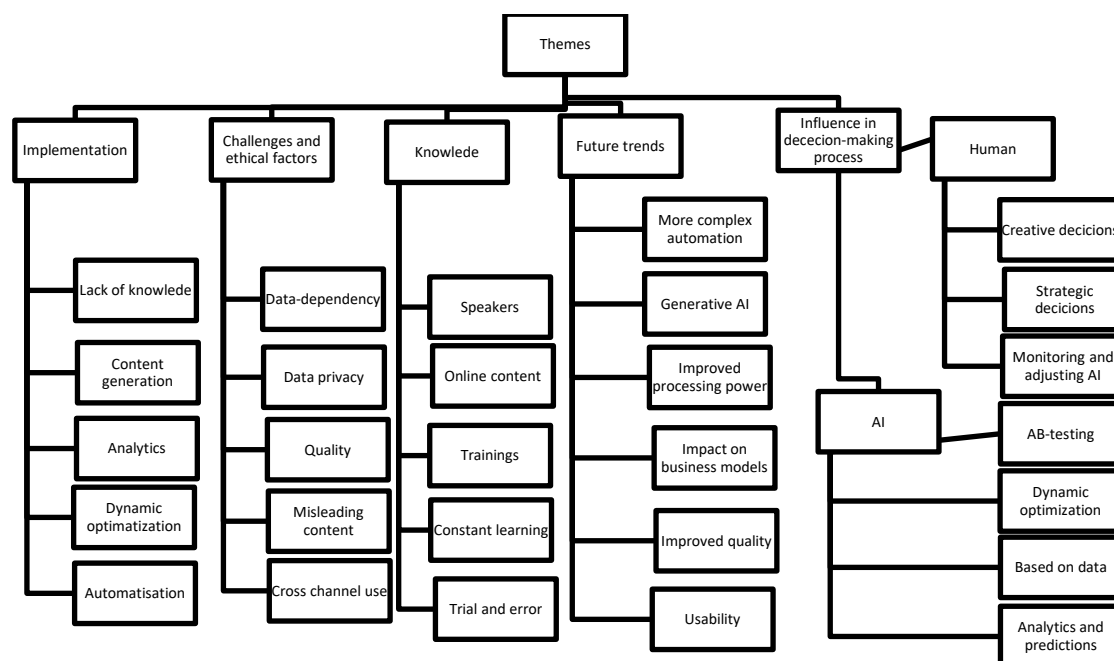 Themes
Implementation
Challenges and
ethical factors
Knowlede
Future trends
Influence in
dececion-making
process
Human
Lack of knowlede
Content
generation
Analytics
Dynamic
optimatization
Automatisation
Data-dependency
Data privacy
Quality
Misleading
content
Cross channel use
Speakers
Online content
Trainings
Constant learning
Trial and error
More complex
automation
Generative AI
Improved
processing power
Impact on
business models
Improved quality
Usability
Creative decicions
Strategic
decicions
Monitoring and
adjusting AI
AI
AB-testing
Dynamic
optimization
Based on data
Analytics and
predictions